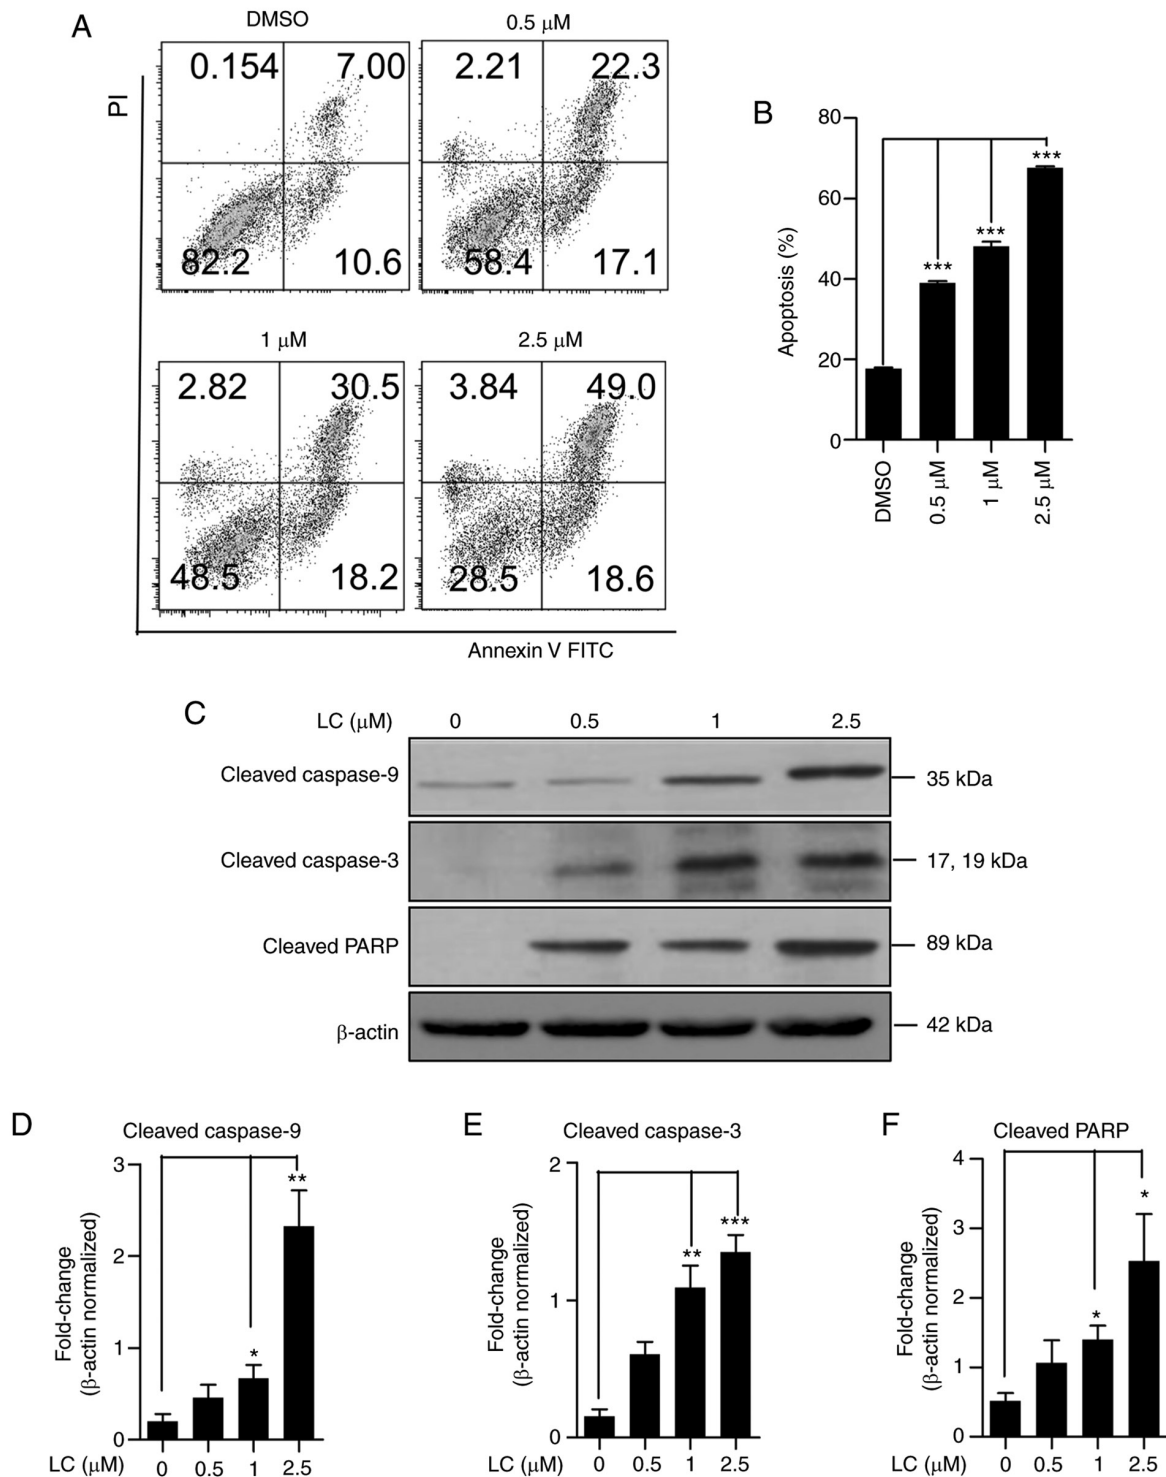 A
DMSO
0.5 µM
PI
0.154
7.00
2.21
22.3
82.2
10.6
58.4
17.1
1 µM
2.5 µM
2.82
30.5
3.84
49.0
48.5
18.2
28.5
18.6
Annexin V FITC
B
Apoptosis (%)
80
60
40
20
0
***
***
***
DMSO
0.5 µM
1 µM
2.5 µM
C
LC (µM) 0 0.5 1 2.5
Cleaved caspase-9 35 kDa
Cleaved caspase-3 17, 19 kDa
Cleaved PARP 89 kDa
β-actin 42 kDa
D
Cleaved caspase-9
Fold-change
(β-actin normalized)
3
2
1
0
*
**
LC (µM) 0 0.5 1 2.5
E
Cleaved caspase-3
Fold-change
(β-actin normalized)
2
1
0
**
***
LC (µM) 0 0.5 1 2.5
F
Cleaved PARP
Fold-change
(β-actin normalized)
4
3
2
1
0
*
*
LC (µM) 0 0.5 1 2.5